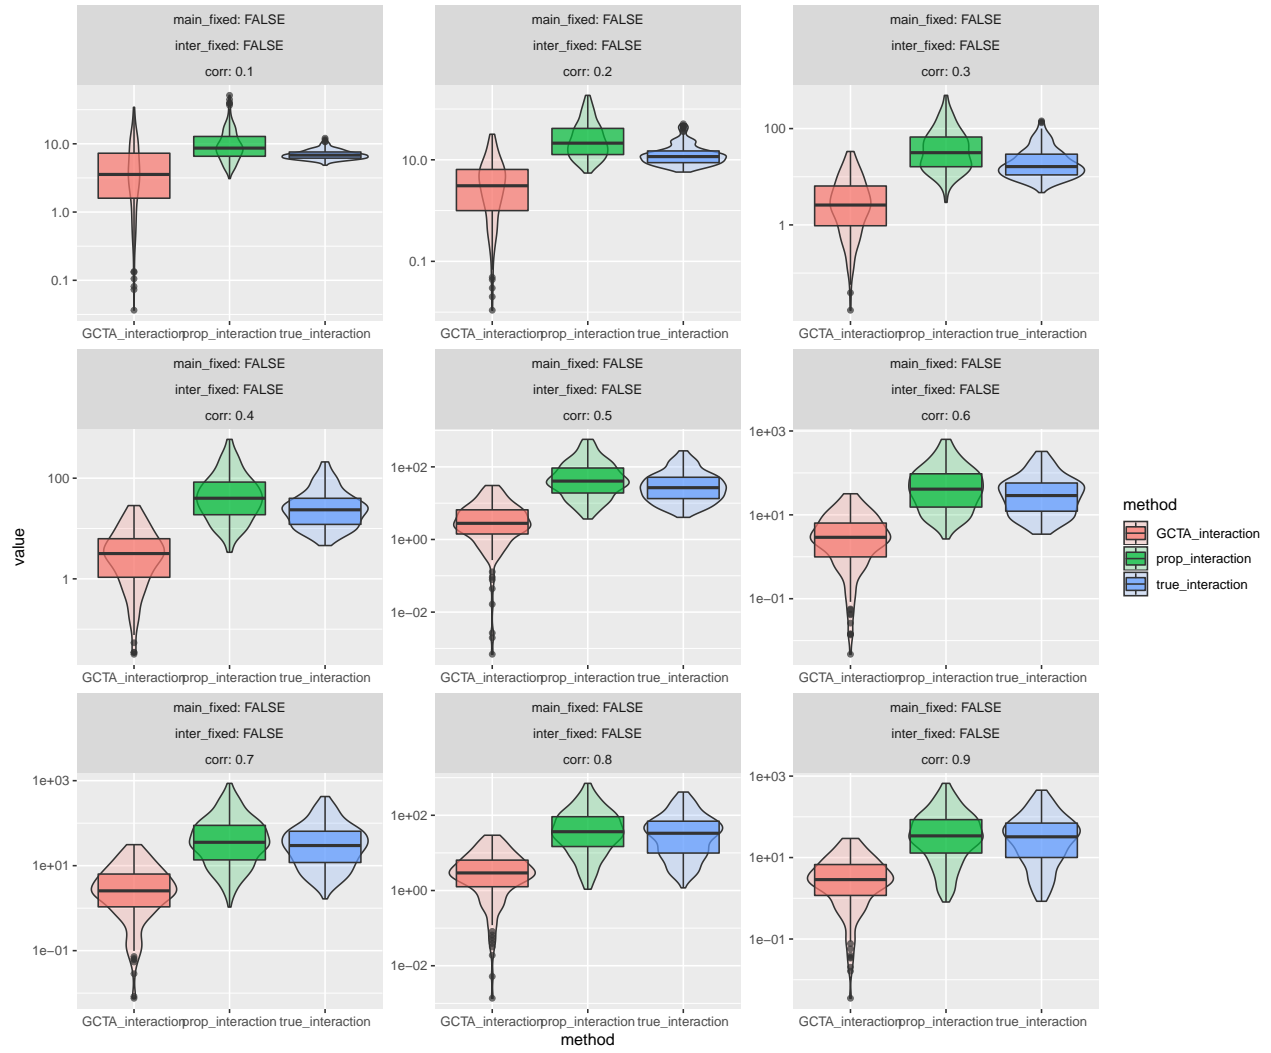 main_fixed: FALSE
inter_fixed: FALSE
corr: 0.1
10.0
1.0
0.1
GCTA_interaction prop_interaction true_interaction
main_fixed: FALSE
inter_fixed: FALSE
corr: 0.2
10.0
0.1
GCTA_interaction prop_interaction true_interaction
main_fixed: FALSE
inter_fixed: FALSE
corr: 0.3
100
1
GCTA_interaction prop_interaction true_interaction
main_fixed: FALSE
inter_fixed: FALSE
corr: 0.4
100
1
GCTA_interaction prop_interaction true_interaction
main_fixed: FALSE
inter_fixed: FALSE
corr: 0.5
1e+02
1e+00
1e−02
GCTA_interaction prop_interaction true_interaction
main_fixed: FALSE
inter_fixed: FALSE
corr: 0.6
1e+03
1e+01
1e−01
GCTA_interaction prop_interaction true_interaction
main_fixed: FALSE
inter_fixed: FALSE
corr: 0.7
1e+03
1e+01
1e−01
GCTA_interaction prop_interaction true_interaction
main_fixed: FALSE
inter_fixed: FALSE
corr: 0.8
1e+02
1e+00
1e−02
GCTA_interaction prop_interaction true_interaction
main_fixed: FALSE
inter_fixed: FALSE
corr: 0.9
1e+03
1e+01
1e−01
GCTA_interaction prop_interaction true_interaction
value
method
method
GCTA_interaction
prop_interaction
true_interaction